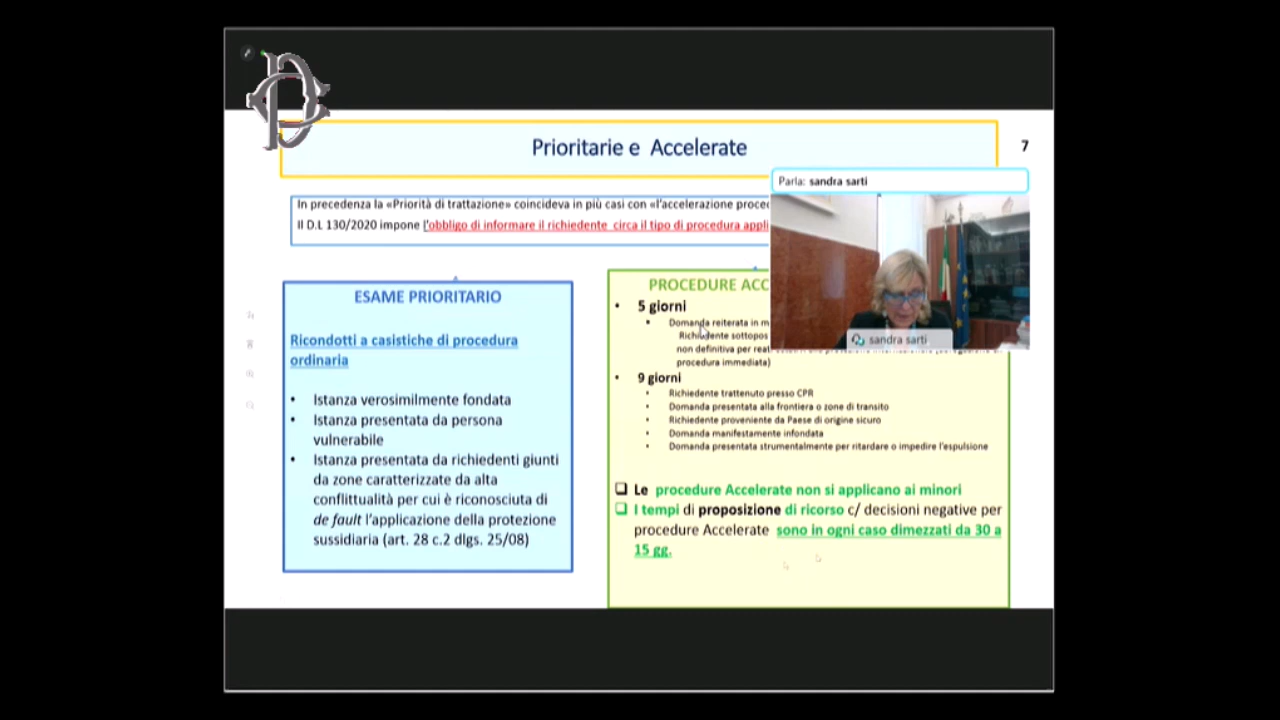 Prioritarie e Accelerate
7
Parla: sandra sarti
In precedenza la «Priorità di trattazione» coincideva in più casi con «l'accelerazione
Il D.L 130/2020 impone l'obbligo di informare il richiedente circa il tipo di procedura
ESAME PRIORITARIO
Ricondotti a casistiche di procedura
ordinaria
• Istanza verosimilmente fondata
• Istanza presentata da persona
vulnerabile
• Istanza presentata da richiedenti giunti
da zone caratterizzate da alta
conflittualità per cui è riconosciuta di
de fault l'applicazione della protezione
sussidiaria (art. 28 c.2 dlgs. 25/08)
PROCEDURE
• 5 giorni
• Domanda reiterata in
Richiedente
non definitiva per
procedura immediata)
• 9 giorni
• Richiedente trattenuto presso CPR
• Domanda presentata alla frontiera o zone di transito
• Richiedente proveniente da Paese di origine sicuro
• Domanda manifestamente infondata
• Domanda presentata strumentalmente per ritardare o impedire l'espulsione
sandra sarti
❑ Le procedure Accelerate non si applicano ai minori
❑ I tempi di proposizione di ricorso c/ decisioni negative per
procedure Accelerate sono in ogni caso dimezzati da 30 a
15 gg.